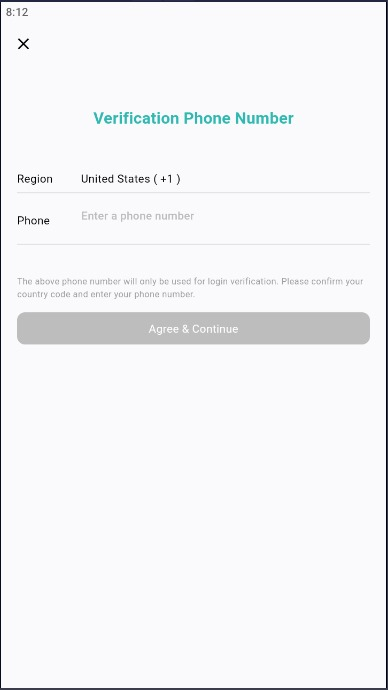 8:12
Verification Phone Number
Region United States ( +1 )
Phone Enter a phone number
The above phone number will only be used for login verification. Please confirm your
country code and enter your phone number.
Agree & Continue